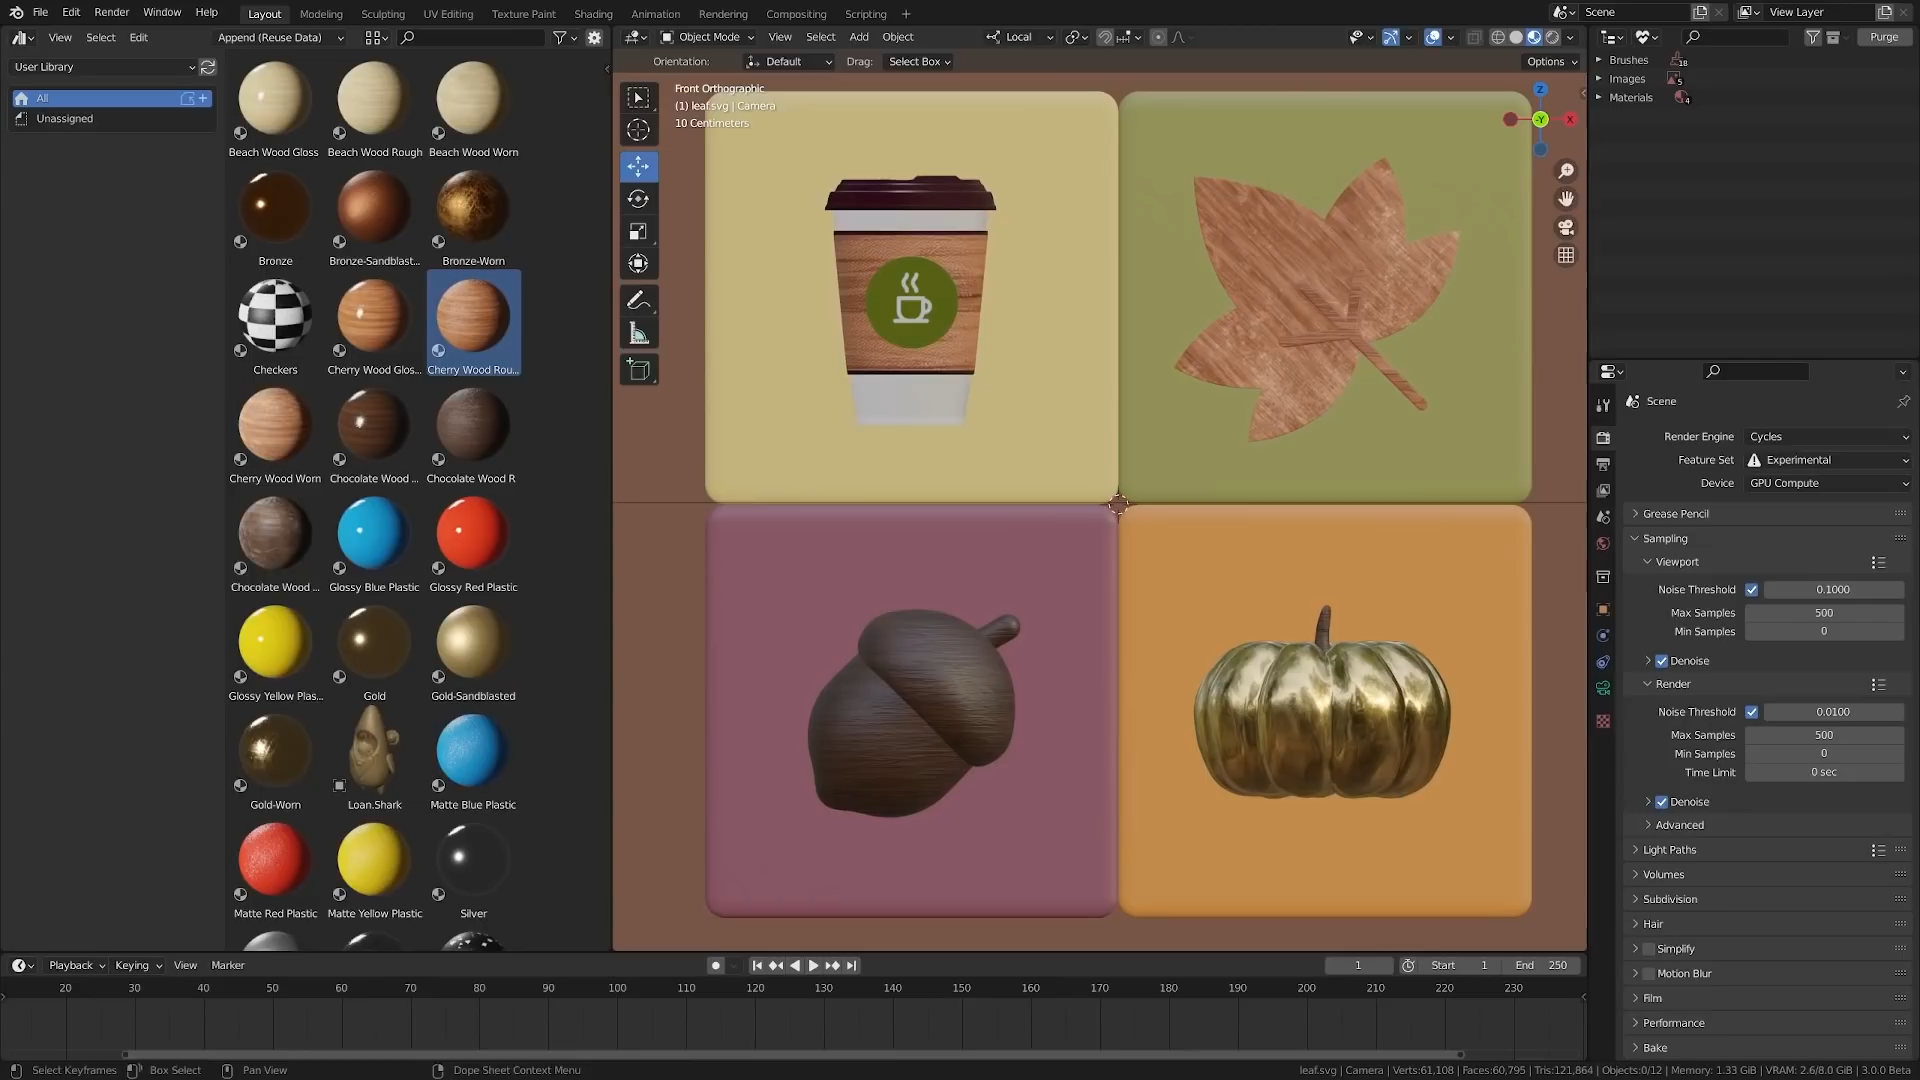 File Edit Render Window Help
Layout Modeling Sculpting UV Editing Texture Paint Shading Animation Rendering Compositing Scripting +
Scene
View Layer
View Select Edit
Append (Reuse Data)
User Library
All
Unassigned
Beach Wood Gloss
Beach Wood Rough
Beach Wood Worn
Bronze
Bronze-Sandblast...
Bronze-Worn
Checkers
Cherry Wood Glos...
Cherry Wood Rou...
Cherry Wood Worn
Chocolate Wood ...
Chocolate Wood R
Chocolate Wood ...
Glossy Blue Plastic
Glossy Red Plastic
Glossy Yellow Plas...
Gold
Gold-Sandblasted
Gold-Worn
Loan.Shark
Matte Blue Plastic
Matte Red Plastic
Matte Yellow Plastic
Silver
Object Mode View Select Add Object
Local
Orientation: Default Drag: Select Box
Options
Front Orthographic
(1) leaf.svg | Camera
10 Centimeters
Z
-Y
X
Purge
Brushes 18
Images 5
Materials 4
Scene
Render Engine Cycles
Feature Set Experimental
Device GPU Compute
Grease Pencil
Sampling
Viewport
Noise Threshold 0.1000
Max Samples 500
Min Samples 0
Denoise
Render
Noise Threshold 0.0100
Max Samples 500
Min Samples 0
Time Limit 0 sec
Denoise
Advanced
Light Paths
Volumes
Subdivision
Hair
Simplify
Motion Blur
Film
Performance
Bake
Playback Keying View Marker
1
Start 1
End 250
20 30 40 50 60 70 80 90 100 110 120 130 140 150 160 170 180 190 200 210 220 230
Select Keyframes Box Select Pan View Dope Sheet Context Menu
leaf.svg | Camera | Verts:61,108 | Faces:60,795 | Tris:121,864 | Objects:0/12 | Memory: 1.33 GiB | VRAM: 2.6/8.0 GiB | 3.0.0 Beta